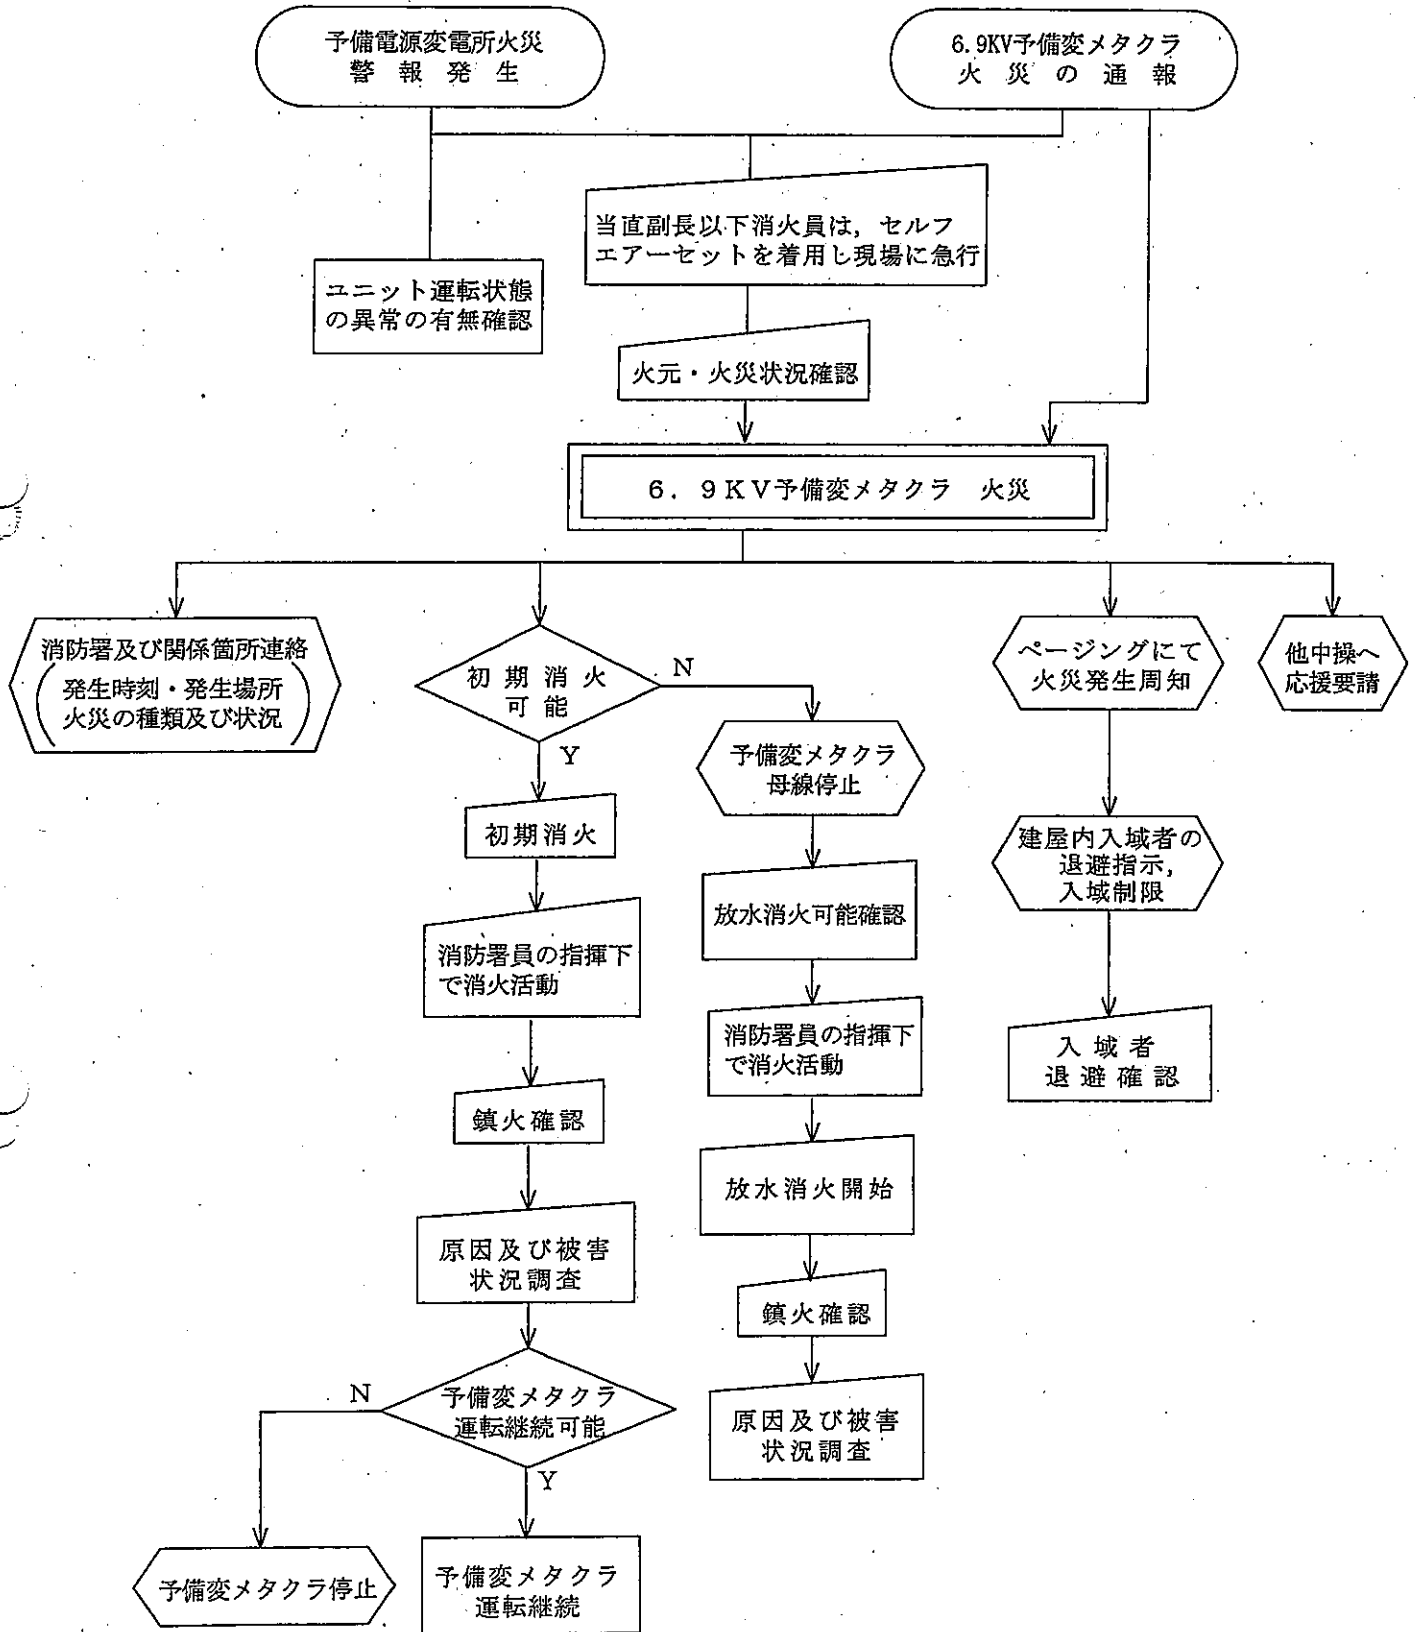 予備電源変電所火災
警報発生
6.9KV予備変メタクラ
火災の通報
当直副長以下消火員は，セルフ
エアーセットを着用し現場に急行
ユニット運転状態
の異常の有無確認
火元・火災状況確認
6．9KV予備変メタクラ　火災
消防署及び関係箇所連絡
（発生時刻・発生場所
火災の種類及び状況）
初期消火
可能
N
Y
ページングにて
火災発生周知
他中操へ
応援要請
予備変メタクラ
母線停止
初期消火
建屋内入域者の
退避指示，
入域制限
放水消火可能確認
消防署員の指揮下
で消火活動
消防署員の指揮下
で消火活動
入域者
退避確認
鎮火確認
放水消火開始
原因及び被害
状況調査
鎮火確認
予備変メタクラ
運転継続可能
N
Y
原因及び被害
状況調査
予備変メタクラ停止
予備変メタクラ
運転継続